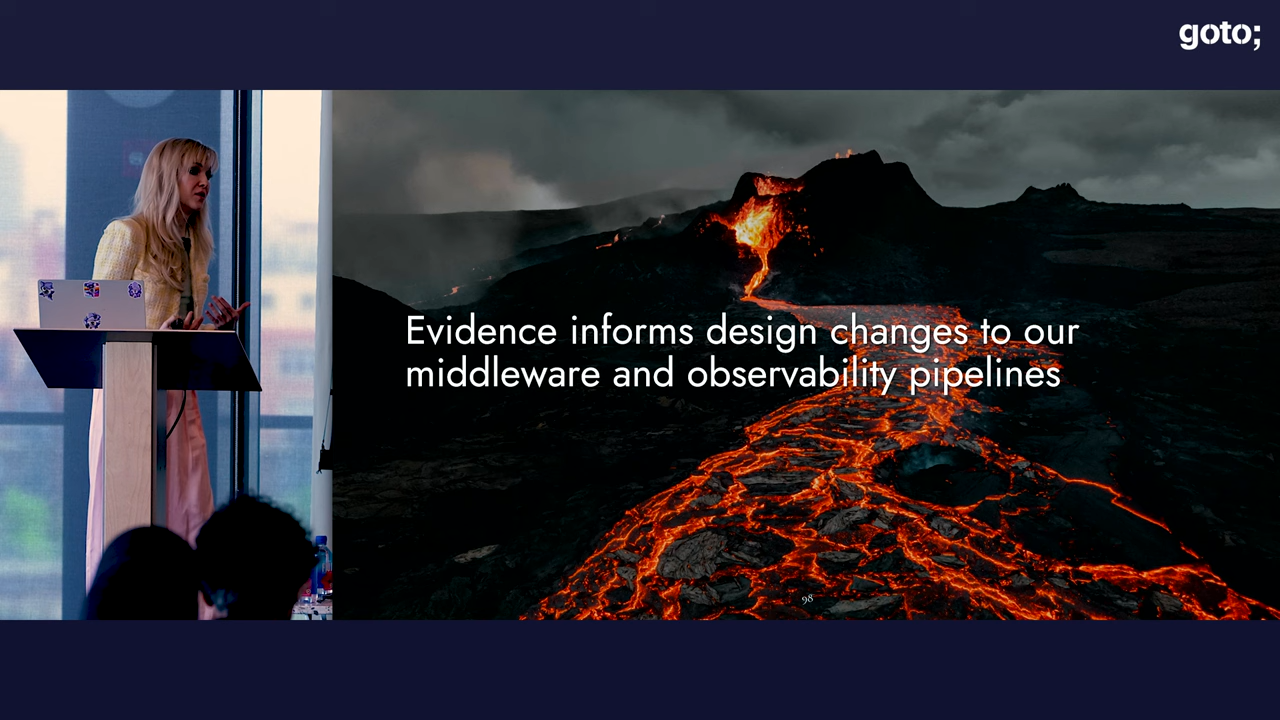 goto;
Evidence informs design changes to our
middleware and observability pipelines
98